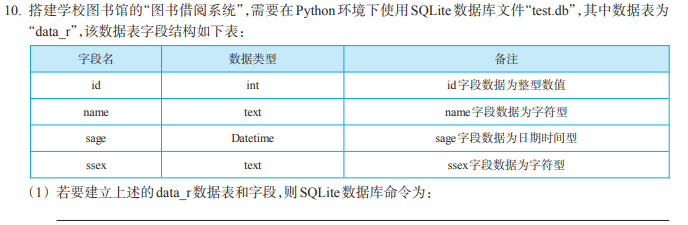 10. 搭建学校图书馆的“图书借阅系统”,需要在Python环境下使用SQLite数据库文件“test.db”,其中数据表为
“data_r”,该数据表字段结构如下表:
字段名 数据类型 备注
id int id字段数据为整型数值
name text name字段数据为字符型
sage Datetime sage字段数据为日期时间型
ssex text ssex字段数据为字符型
(1) 若要建立上述的data_r数据表和字段,则SQLite数据库命令为: